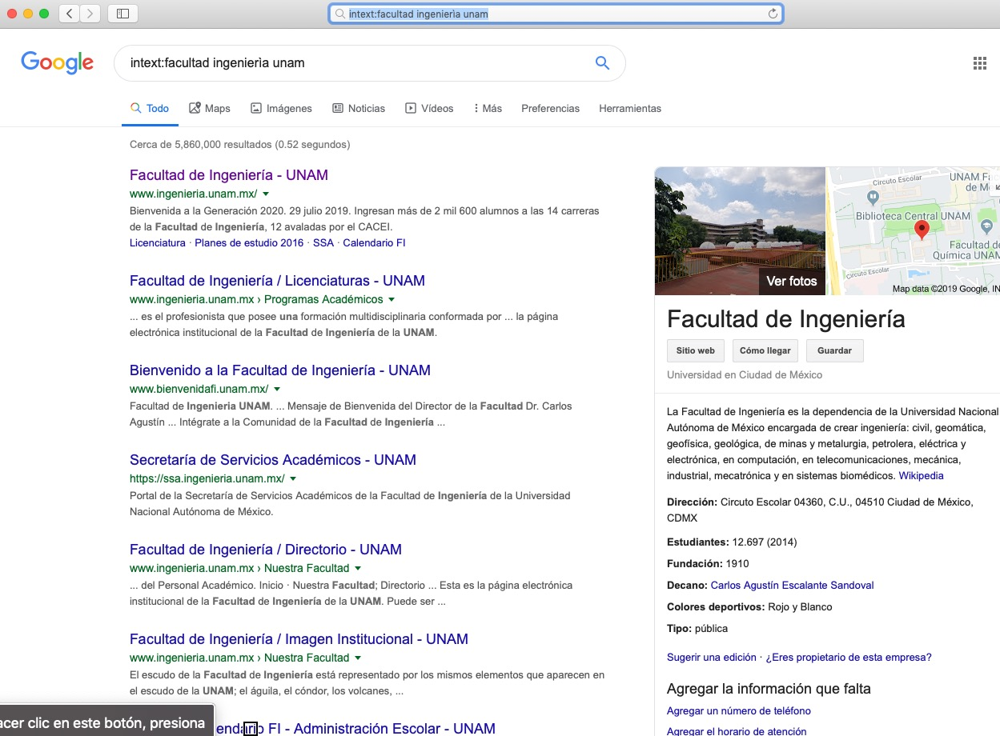 intext:facultad ingenierìa unam
Google
intext:facultad ingenierìa unam
Todo Maps Imágenes Noticias Vídeos Más Preferencias Herramientas
Cerca de 5,860,000 resultados (0.52 segundos)
Facultad de Ingeniería - UNAM
www.ingenieria.unam.mx/
Bienvenida a la Generación 2020. 29 julio 2019. Ingresan más de 2 mil 600 alumnos a las 14 carreras
de la Facultad de Ingeniería, 12 avaladas por el CACEI.
Licenciatura · Planes de estudio 2016 · SSA · Calendario FI
Facultad de Ingeniería / Licenciaturas - UNAM
www.ingenieria.unam.mx › Programas Académicos
... es el profesionista que posee una formación multidisciplinaria conformada por ... la página
electrónica institucional de la Facultad de Ingeniería de la UNAM.
Bienvenido a la Facultad de Ingeniería - UNAM
www.bienvenidafi.unam.mx/
Facultad de Ingenieria UNAM. ... Mensaje de Bienvenida del Director de la Facultad Dr. Carlos
Agustín ... Intégrate a la Comunidad de la Facultad de Ingeniería ...
Secretaría de Servicios Académicos - UNAM
https://ssa.ingenieria.unam.mx/
Portal de la Secretaría de Servicios Académicos de la Facultad de Ingeniería de la Universidad
Nacional Autónoma de México.
Facultad de Ingeniería / Directorio - UNAM
www.ingenieria.unam.mx › Nuestra Facultad
... del Personal Académico. Inicio · Nuestra Facultad; Directorio ... Esta es la página electrónica
institucional de la Facultad de Ingeniería de la UNAM. Puede ser ...
Facultad de Ingeniería / Imagen Institucional - UNAM
www.ingenieria.unam.mx › Nuestra Facultad
El escudo de la Facultad de Ingeniería está representado por los mismos elementos que aparecen en
el escudo de la UNAM; el águila, el cóndor, los volcanes, ...
endario FI - Administración Escolar - UNAM
acer clic en este botón, presiona
Ver fotos
Circuto Escolar
UNAM F
de M
Biblioteca Central UNAM
Facultad de
Química UNAM
Circuto Escolar
Map data ©2019 Google, IN
Facultad de Ingeniería
Sitio web Cómo llegar Guardar
Universidad en Ciudad de México
La Facultad de Ingeniería es la dependencia de la Universidad Nacional
Autónoma de México encargada de crear ingeniería: civil, geomática,
geofísica, geológica, de minas y metalurgia, petrolera, eléctrica y
electrónica, en computación, en telecomunicaciones, mecánica,
industrial, mecatrónica y en sistemas biomédicos. Wikipedia
Dirección: Circuto Escolar 04360, C.U., 04510 Ciudad de México,
CDMX
Estudiantes: 12.697 (2014)
Fundación: 1910
Decano: Carlos Agustín Escalante Sandoval
Colores deportivos: Rojo y Blanco
Tipo: pública
Sugerir una edición · ¿Eres propietario de esta empresa?
Agregar la información que falta
Agregar un número de teléfono
Agregar el horario de atención